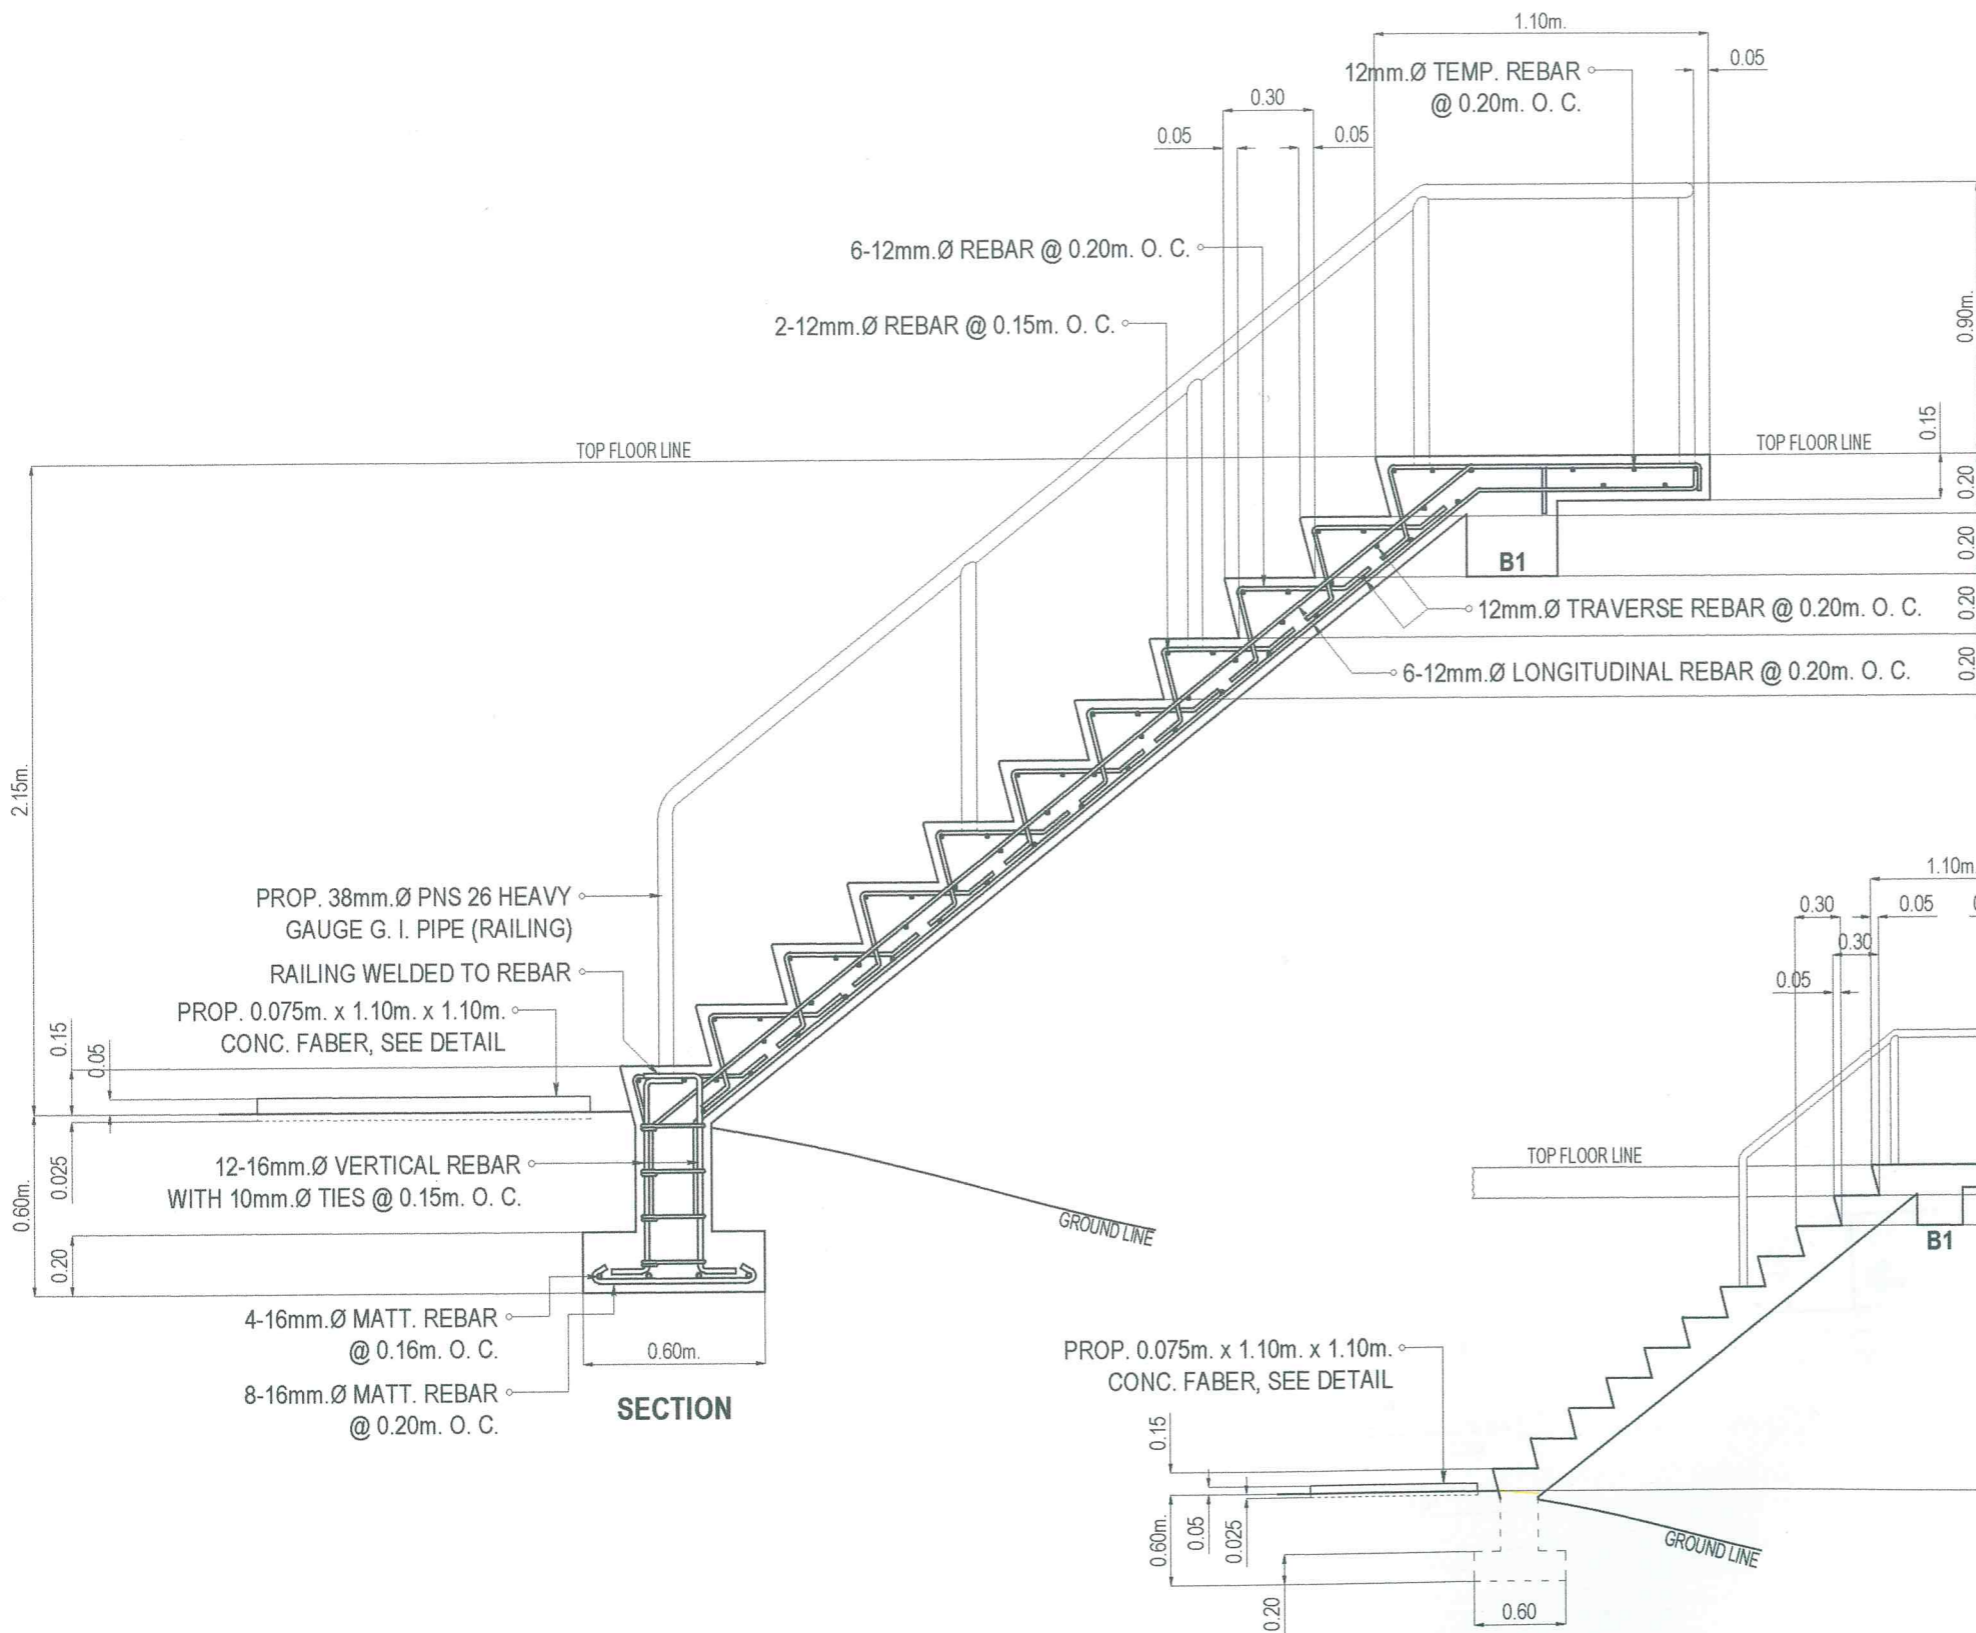 1.10m.
12mm.Ø TEMP. REBAR
@ 0.20m. O. C.
0.05
0.30
0.05
0.05
6-12mm.Ø REBAR @ 0.20m. O. C.
2-12mm.Ø REBAR @ 0.15m. O. C.
0.90m.
TOP FLOOR LINE
TOP FLOOR LINE
0.15
0.20
0.20
0.20
0.20
B1
12mm.Ø TRAVERSE REBAR @ 0.20m. O. C.
6-12mm.Ø LONGITUDINAL REBAR @ 0.20m. O. C.
2.15m.
PROP. 38mm.Ø PNS 26 HEAVY
GAUGE G. I. PIPE (RAILING)
RAILING WELDED TO REBAR
PROP. 0.075m. x 1.10m. x 1.10m.
CONC. FABER, SEE DETAIL
0.15
0.05
0.025
0.60m.
0.20
12-16mm.Ø VERTICAL REBAR
WITH 10mm.Ø TIES @ 0.15m. O. C.
GROUND LINE
4-16mm.Ø MATT. REBAR
@ 0.16m. O. C.
8-16mm.Ø MATT. REBAR
@ 0.20m. O. C.
0.60m.
SECTION
1.10m.
0.30
0.05
0.30
0.05
TOP FLOOR LINE
B1
PROP. 0.075m. x 1.10m. x 1.10m.
CONC. FABER, SEE DETAIL
0.15
0.60m.
0.05
0.025
0.20
0.60
GROUND LINE